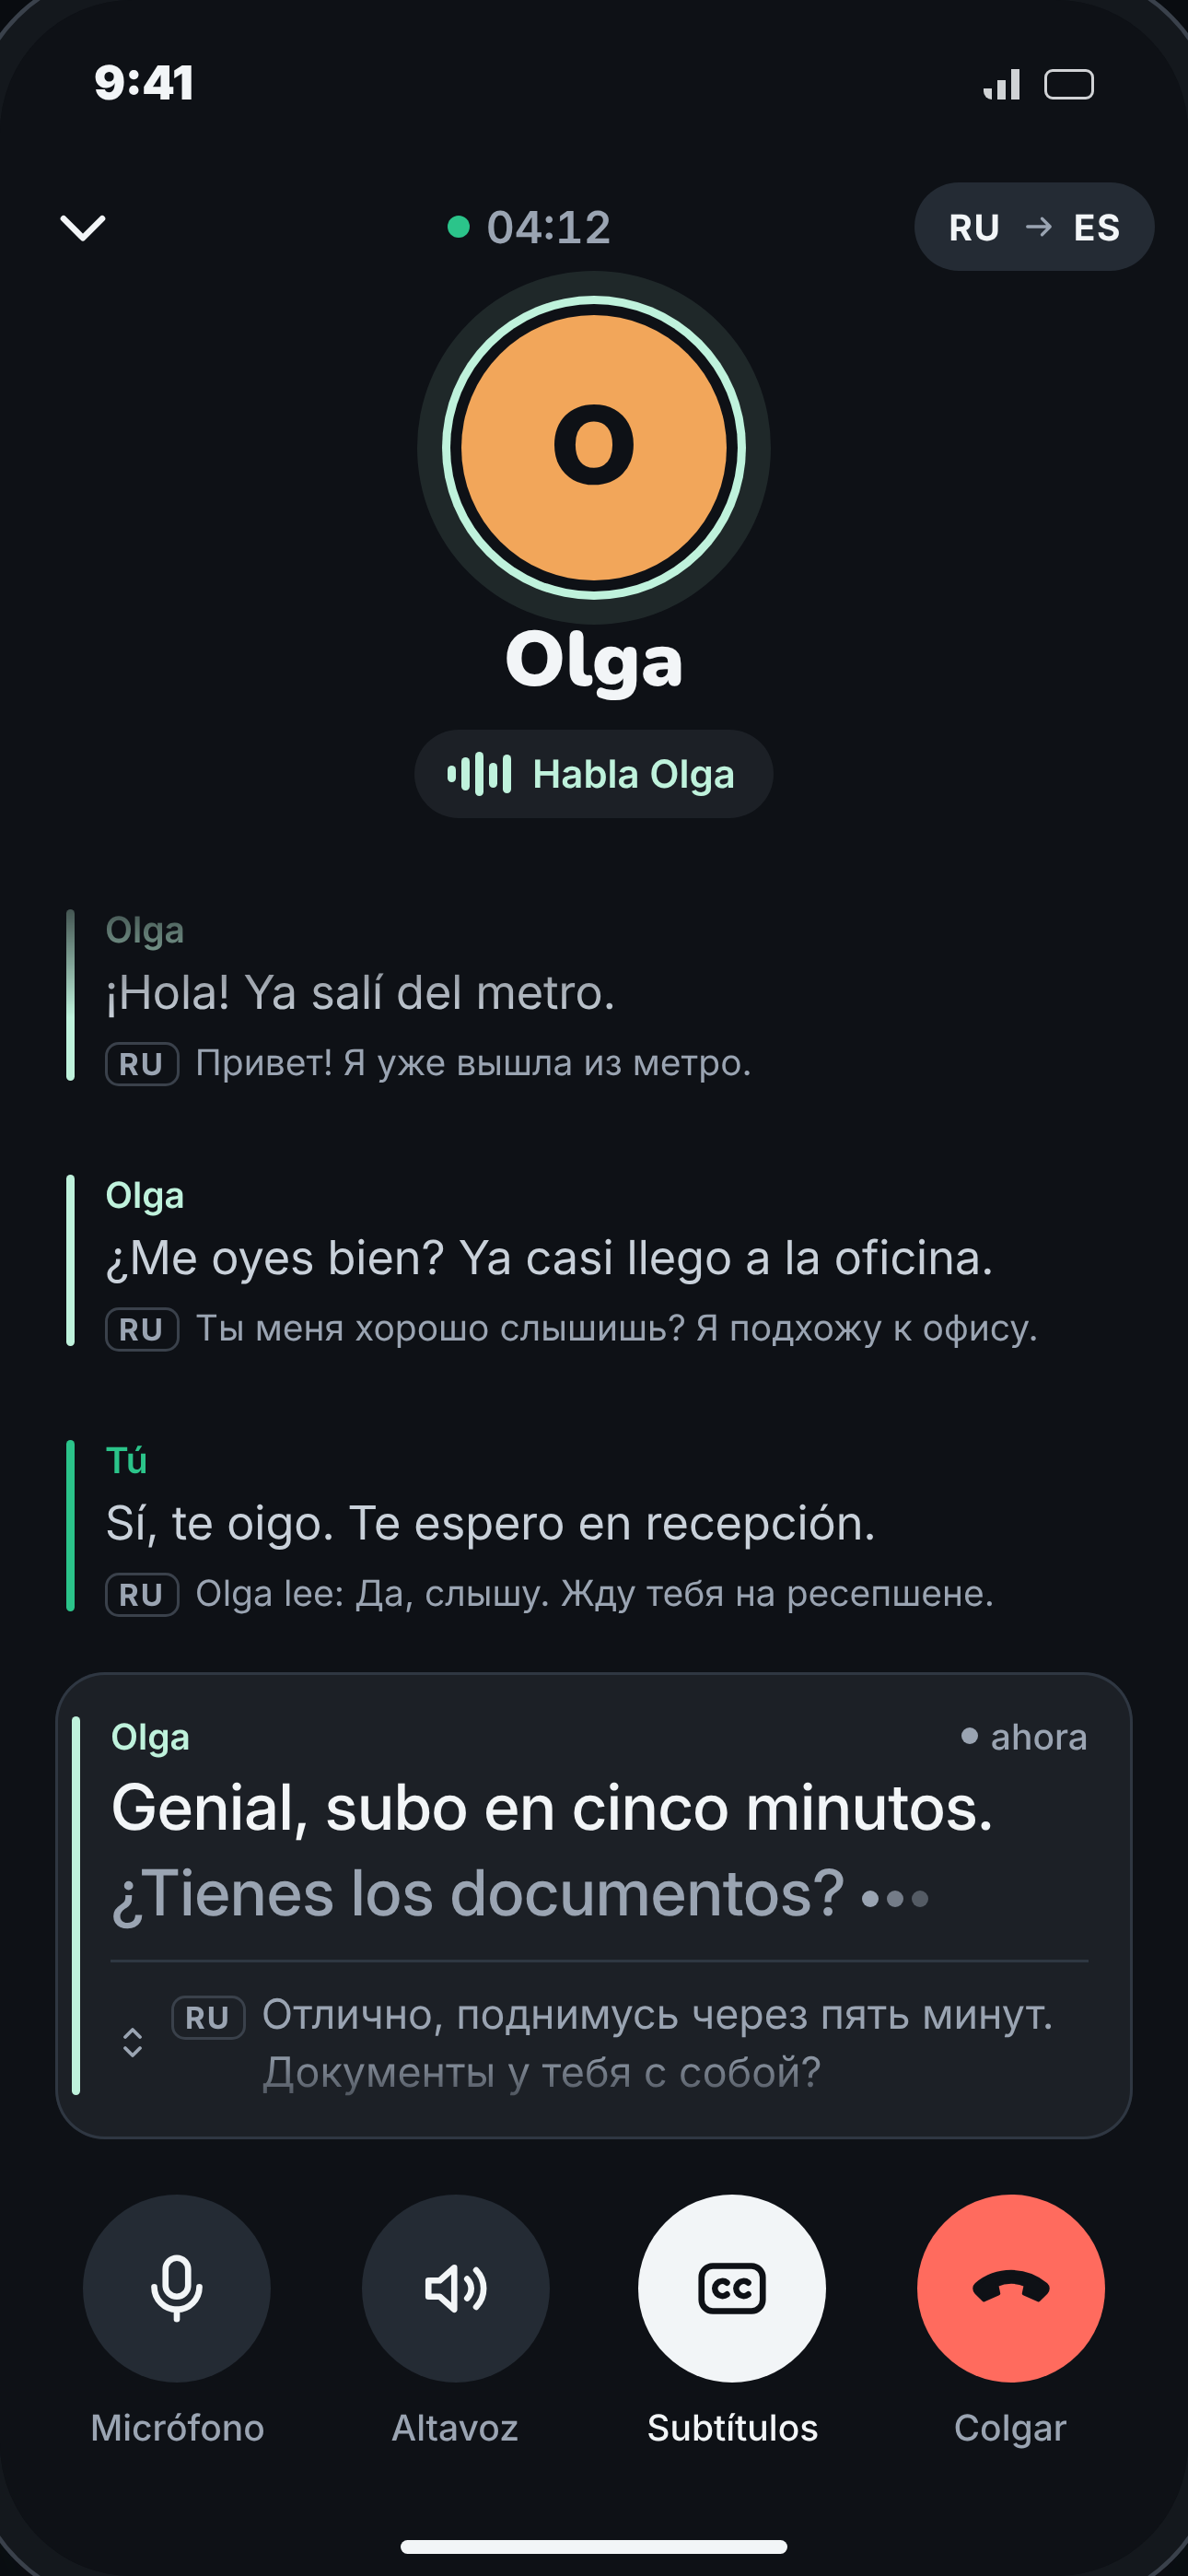 9:41
04:12
RU → ES
O
Olga
Habla Olga
Olga
¡Hola! Ya salí del metro.
RU Привет! Я уже вышла из метро.
Olga
¿Me oyes bien? Ya casi llego a la oficina.
RU Ты меня хорошо слышишь? Я подхожу к офису.
Tú
Sí, te oigo. Te espero en recepción.
RU Olga lee: Да, слышу. Жду тебя на ресепшене.
Olga
ahora
Genial, subo en cinco minutos.
¿Tienes los documentos?
RU Отлично, поднимусь через пять минут.
Документы у тебя с собой?
CC
Micrófono
Altavoz
Subtítulos
Colgar